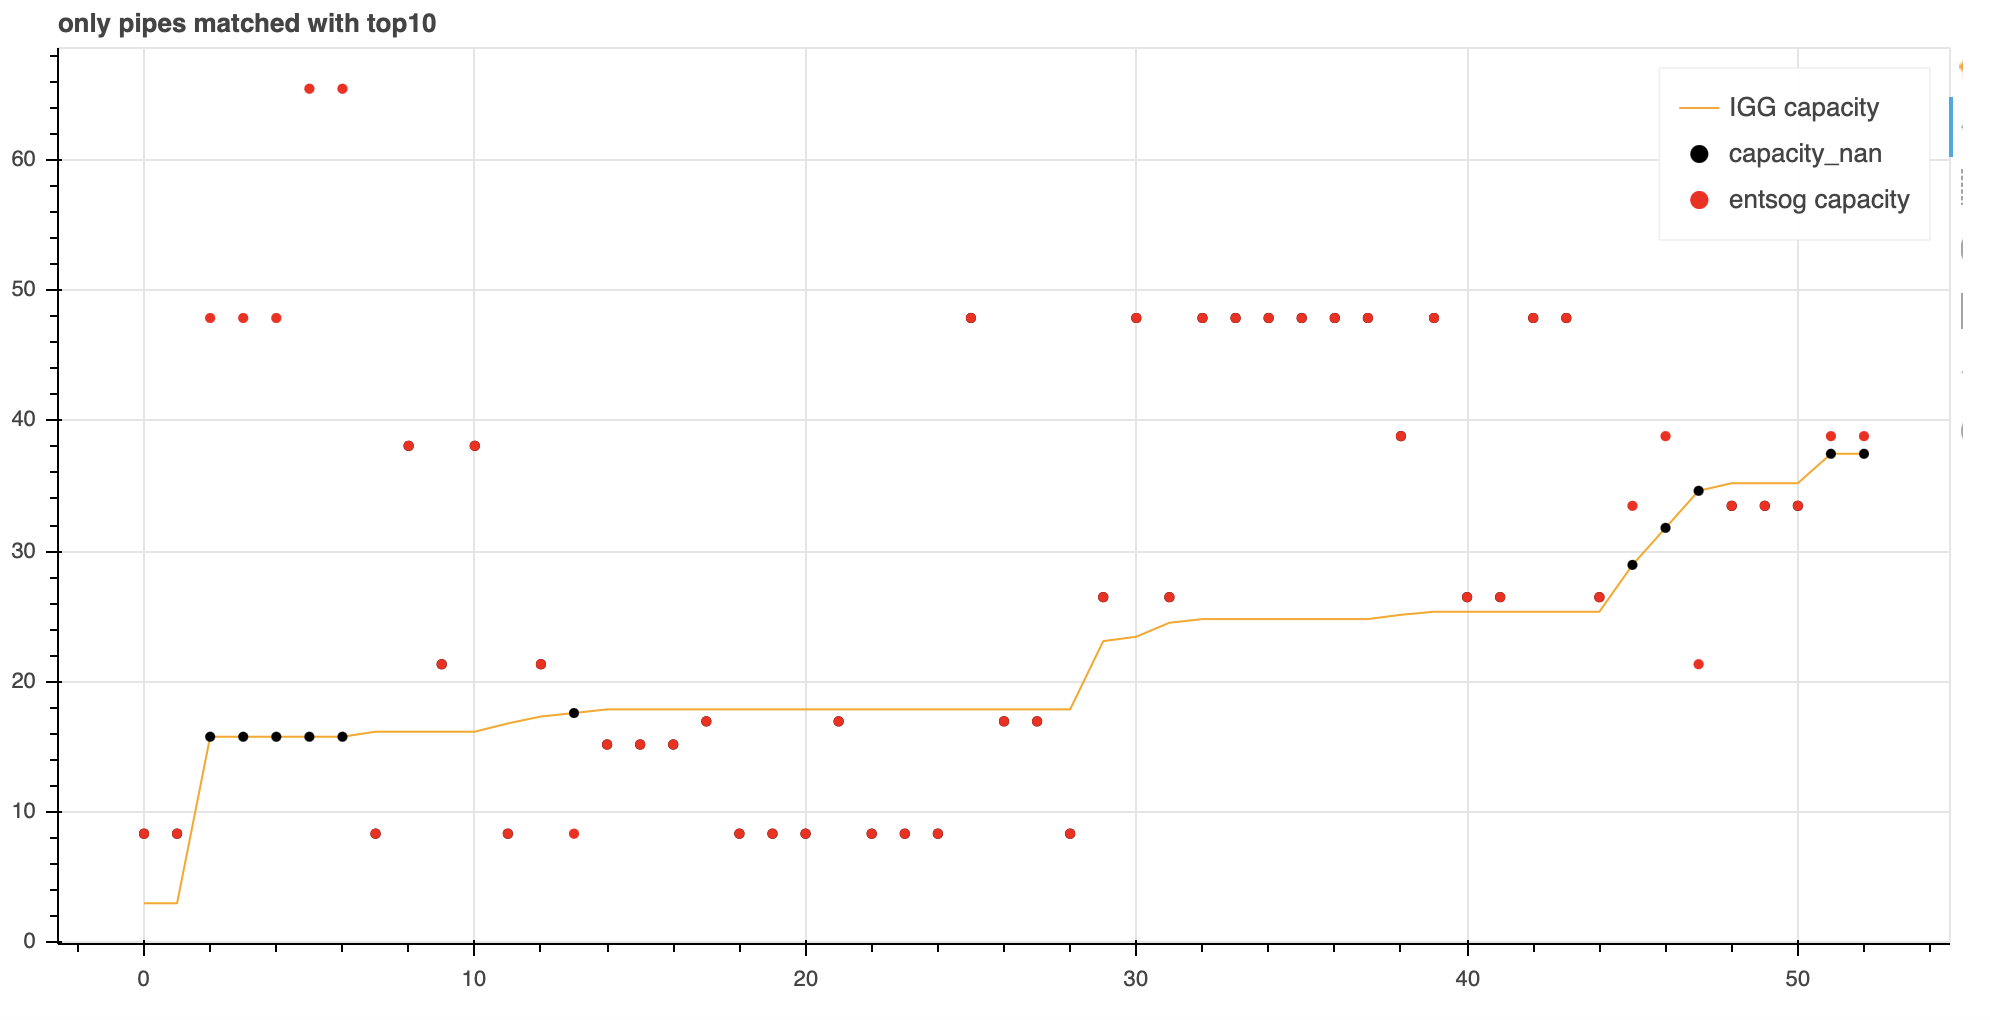 only pipes matched with top10
IGG capacity
capacity_nan
entsog capacity
60
50
40
30
20
10
0
0 10 20 30 40 50